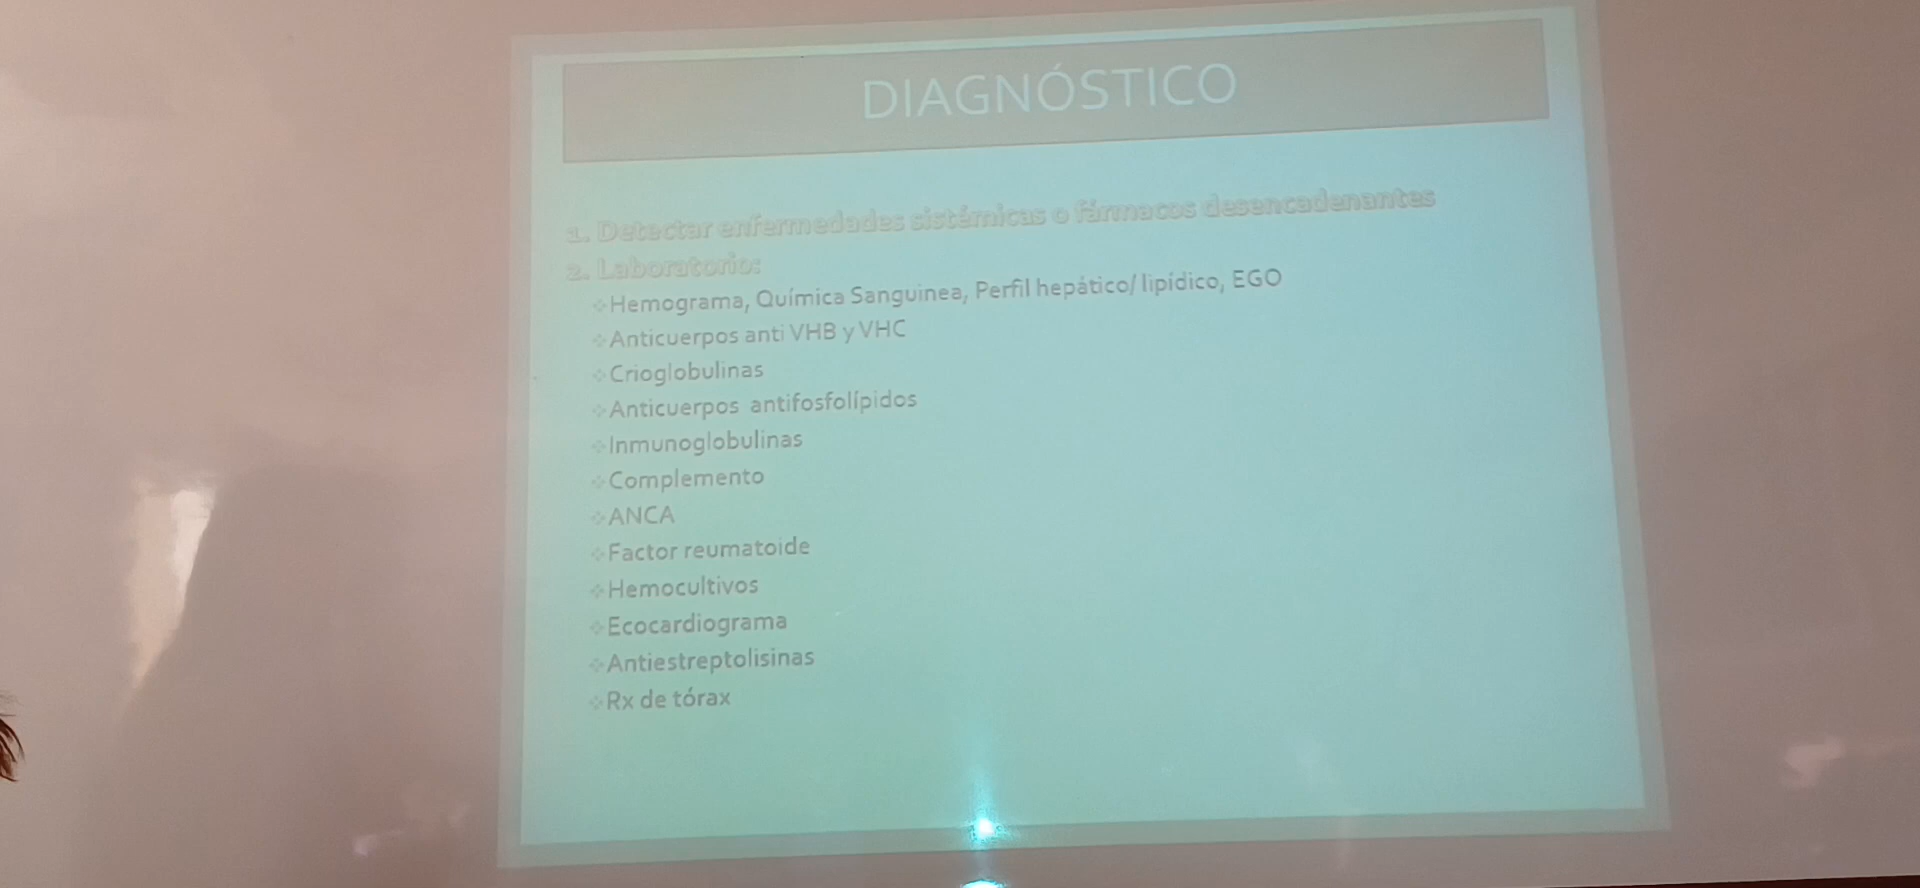 DIAGNÓSTICO
1. Detectar enfermedades sistémicas o fármacos desencadenantes
2. Laboratorio:
Hemograma, Química Sanguinea, Perfil hepático/ lipídico, EGO
Anticuerpos anti VHB y VHC
Crioglobulinas
Anticuerpos antifosfolípidos
Inmunoglobulinas
Complemento
ANCA
Factor reumatoide
Hemocultivos
Ecocardiograma
Antiestreptolisinas
Rx de tórax